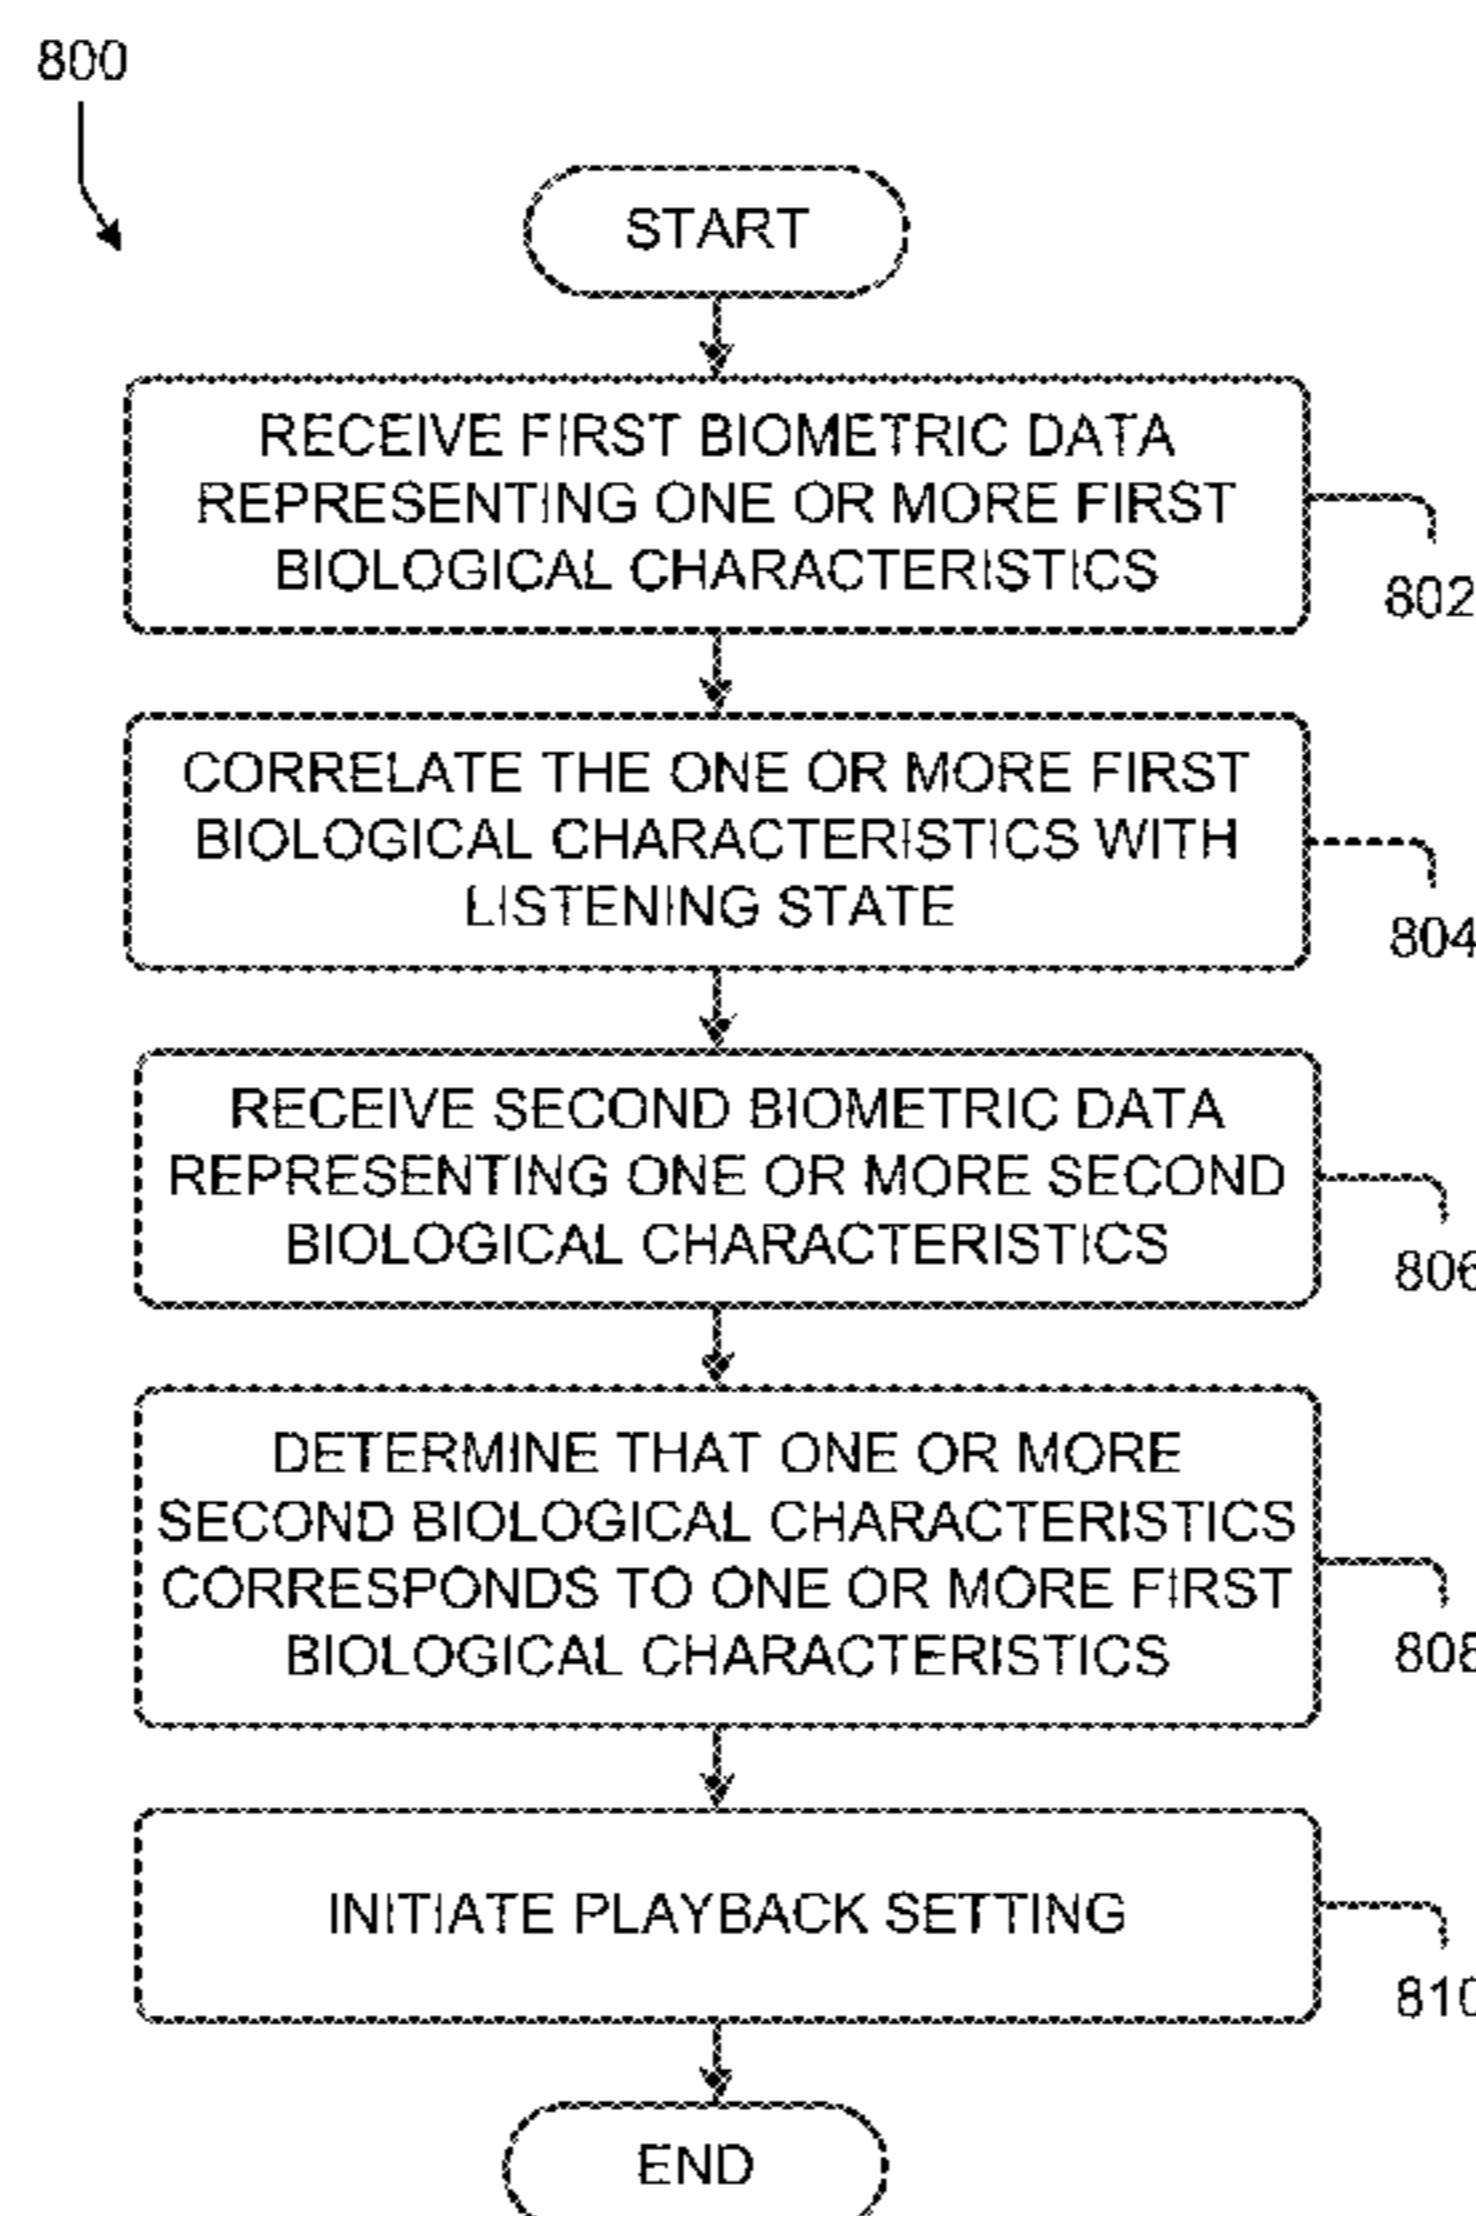 800
START
RECEIVE FIRST BIOMETRIC DATA
REPRESENTING ONE OR MORE FIRST
BIOLOGICAL CHARACTERISTICS
802
CORRELATE THE ONE OR MORE FIRST
BIOLOGICAL CHARACTERISTICS WITH
LISTENING STATE
804
RECEIVE SECOND BIOMETRIC DATA
REPRESENTING ONE OR MORE SECOND
BIOLOGICAL CHARACTERISTICS
806
DETERMINE THAT ONE OR MORE
SECOND BIOLOGICAL CHARACTERISTICS
CORRESPONDS TO ONE OR MORE FIRST
BIOLOGICAL CHARACTERISTICS
808
INITIATE PLAYBACK SETTING
810
END